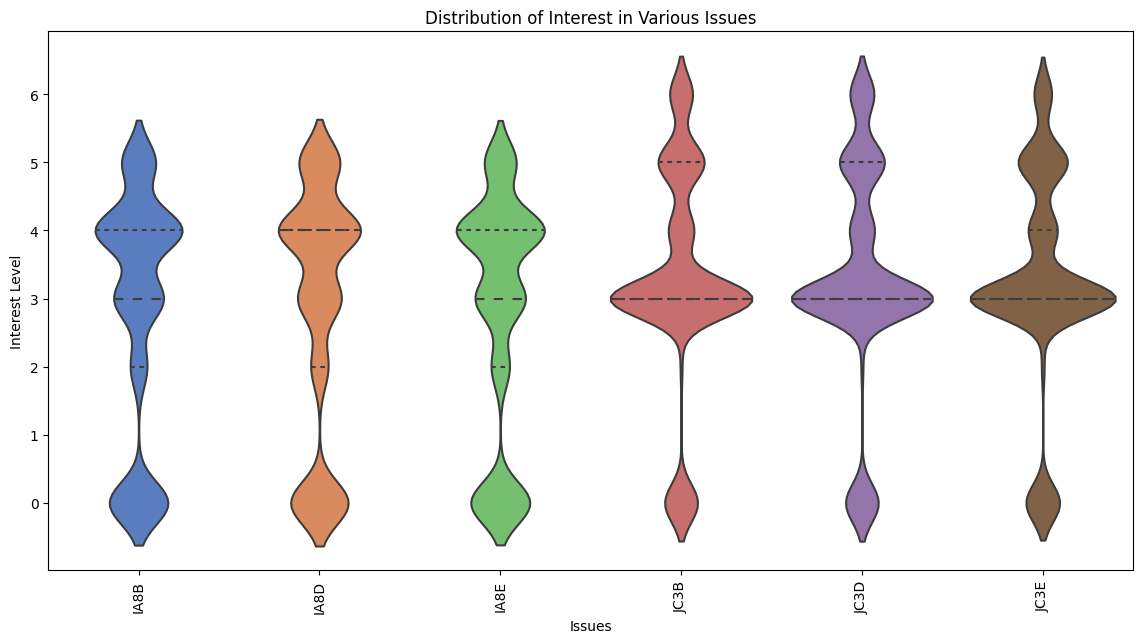 Distribution of Interest in Various Issues
6
5
4
3
2
1
0
Interest Level
IA8B
IA8D
IA8E
JC3B
JC3D
JC3E
Issues